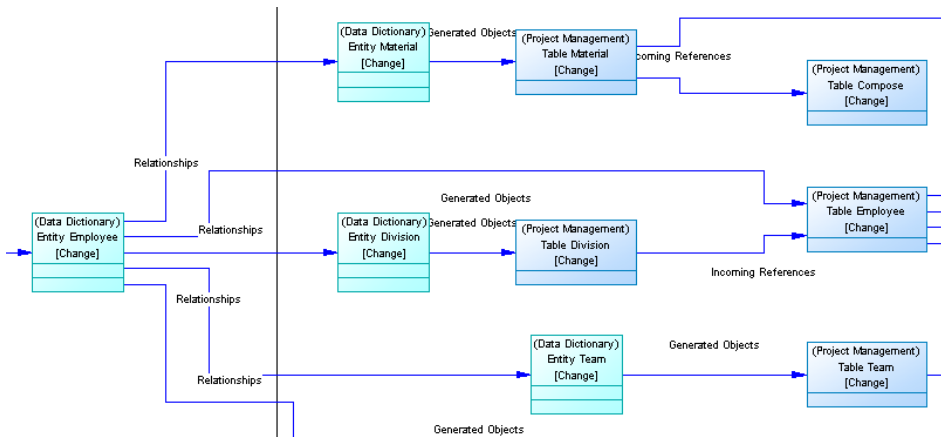 (Data Dictionary)
Entity Material
[Change]
Generated Objects
(Project Management)
Table Material
[Change]
Incoming References
(Project Management)
Table Compose
[Change]
Relationships
(Data Dictionary)
Entity Employee
[Change]
Relationships
Generated Objects
(Data Dictionary)
Entity Division
[Change]
Generated Objects
(Project Management)
Table Division
[Change]
(Project Management)
Table Employee
[Change]
Incoming References
Relationships
(Data Dictionary)
Entity Team
[Change]
Generated Objects
(Project Management)
Table Team
[Change]
Relationships
Generated Objects